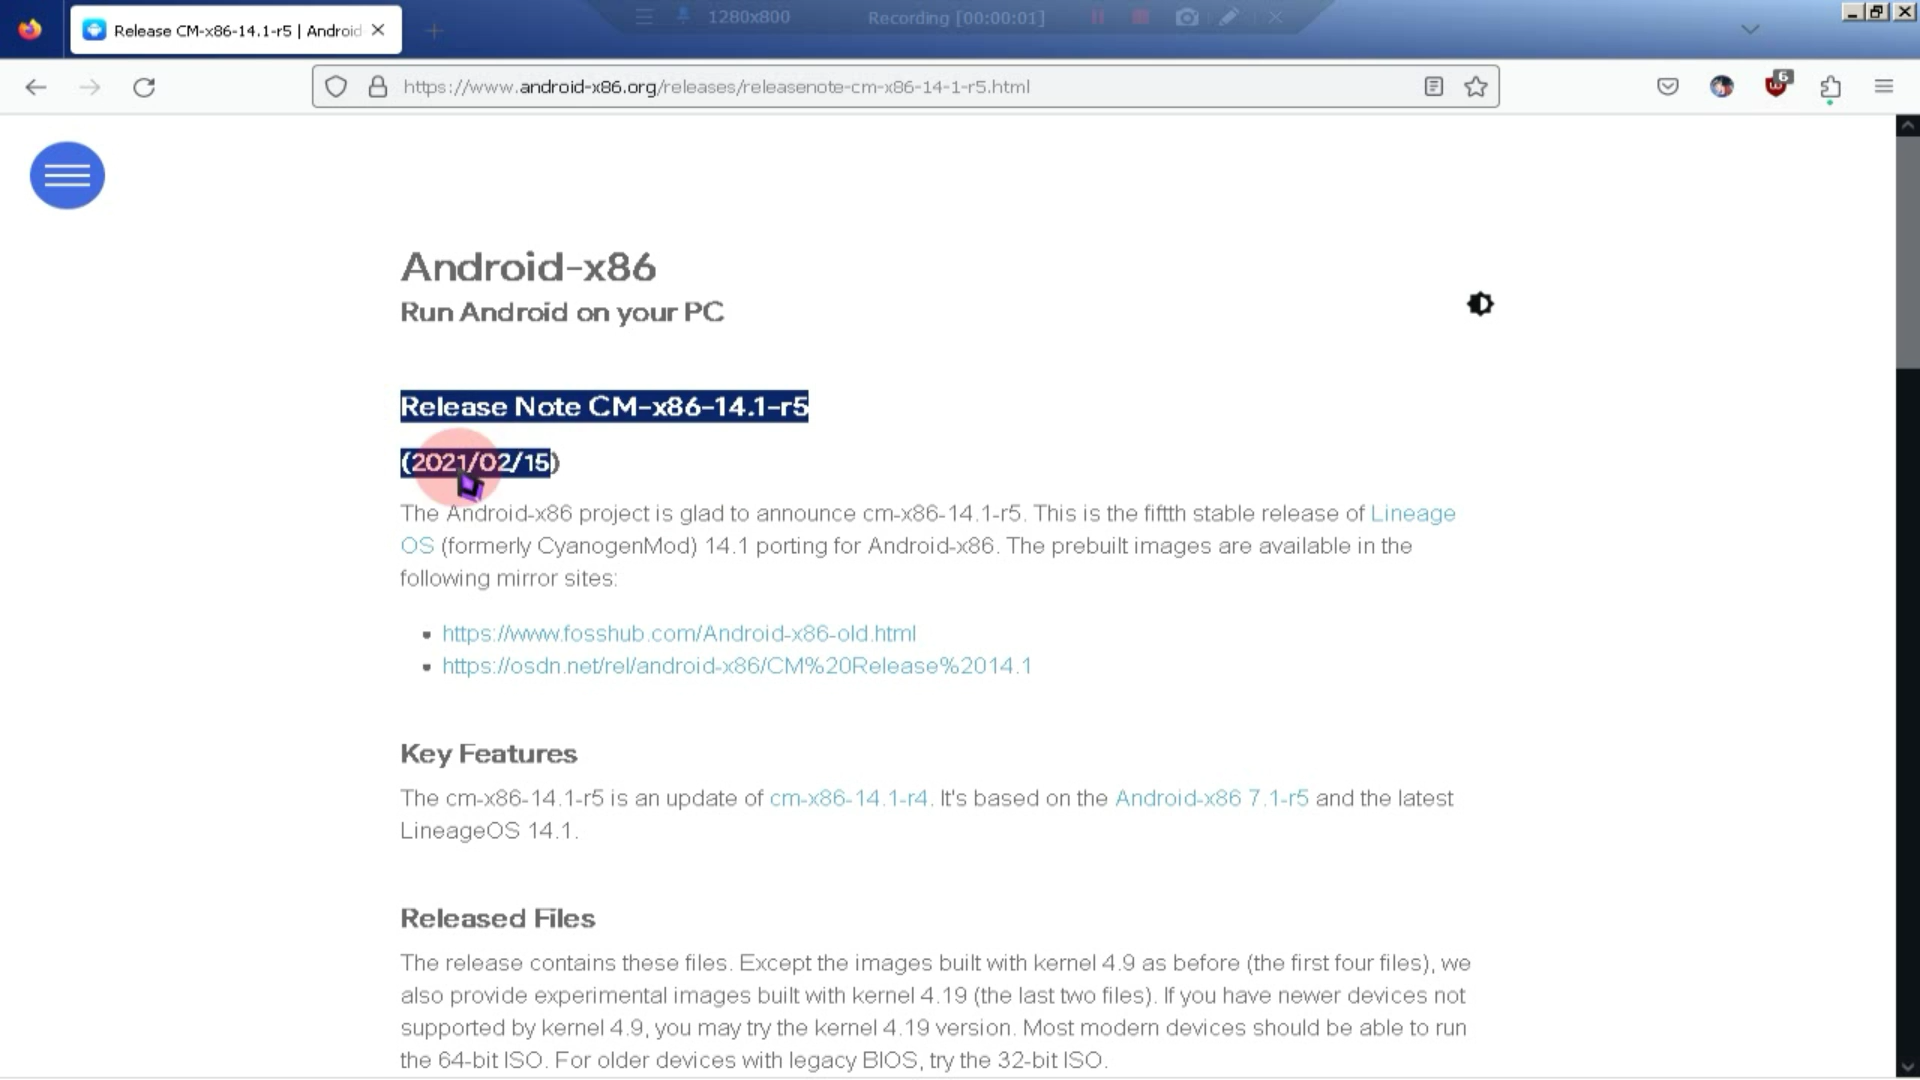 Release CM-x86-14.1-r5 | Android
1280x800
Recording [00:00:01]
https://www.android-x86.org/releases/releasenote-cm-x86-14-1-r5.html
6
Android-x86
Run Android on your PC
Release Note CM-x86-14.1-r5
(2021/02/15)
The Android-x86 project is glad to announce cm-x86-14.1-r5. This is the fiftth stable release of Lineage
OS (formerly CyanogenMod) 14.1 porting for Android-x86. The prebuilt images are available in the
following mirror sites:
https://www.fosshub.com/Android-x86-old.html
https://osdn.net/rel/android-x86/CM%20Release%2014.1
Key Features
The cm-x86-14.1-r5 is an update of cm-x86-14.1-r4. It's based on the Android-x86 7.1-r5 and the latest
LineageOS 14.1.
Released Files
The release contains these files. Except the images built with kernel 4.9 as before (the first four files), we
also provide experimental images built with kernel 4.19 (the last two files). If you have newer devices not
supported by kernel 4.9, you may try the kernel 4.19 version. Most modern devices should be able to run
the 64-bit ISO. For older devices with legacy BIOS, try the 32-bit ISO.